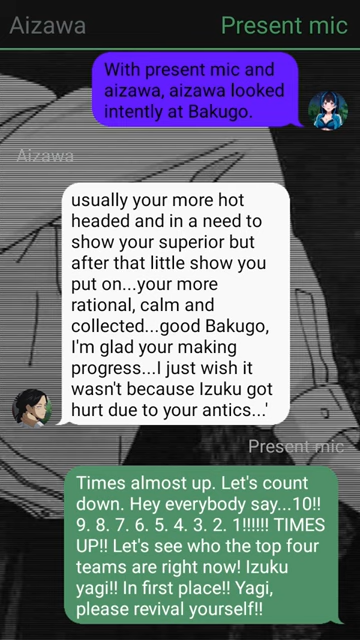 Aizawa
Present mic
With present mic and
aizawa, aizawa looked
intently at Bakugo.
Aizawa
usually your more hot
headed and in a need to
show your superior but
after that little show you
put on...your more
rational, calm and
collected...good Bakugo,
I'm glad your making
progress...I just wish it
wasn't because Izuku got
hurt due to your antics...'
Present mic
Times almost up. Let's count
down. Hey everybody say...10!!
9. 8. 7. 6. 5. 4. 3. 2. 1!!!!!! TIMES
UP!! Let's see who the top four
teams are right now! Izuku
yagi!! In first place!! Yagi,
please revival yourself!!